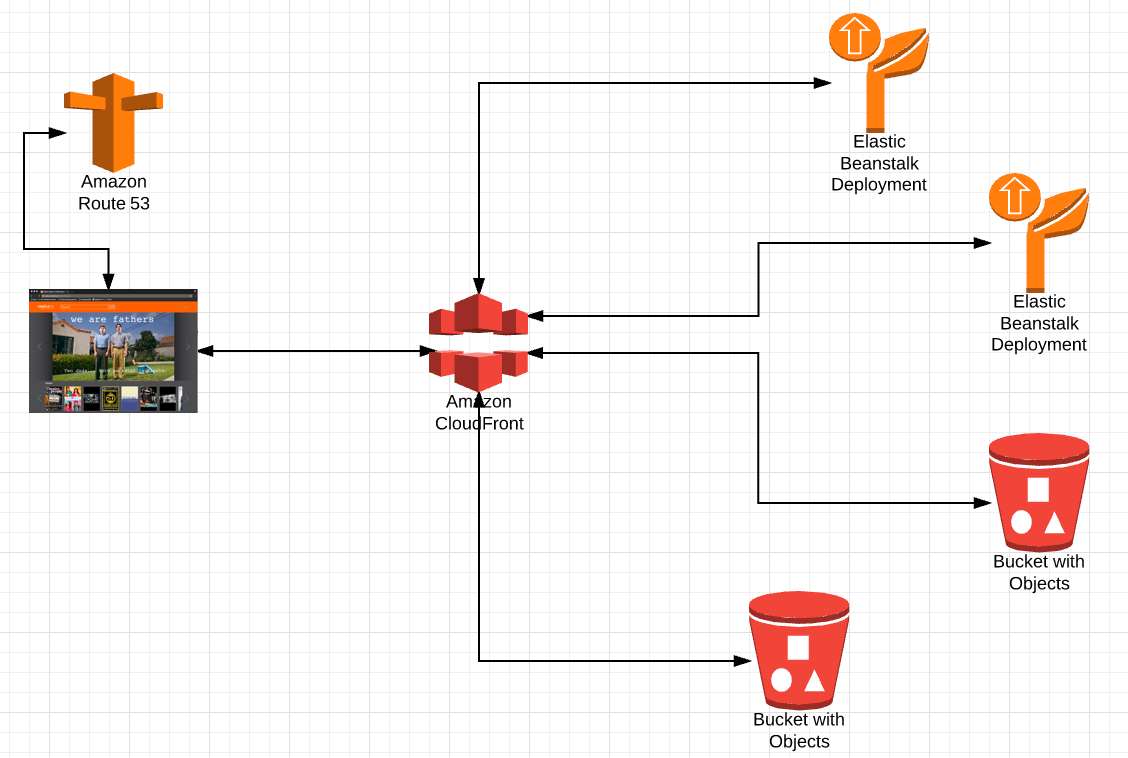 Elastic
Beanstalk
Deployment
Amazon
Route 53
Elastic
Beanstalk
Deployment
we are fathers
Amazon
CloudFront
Bucket with
Objects
Bucket with
Objects